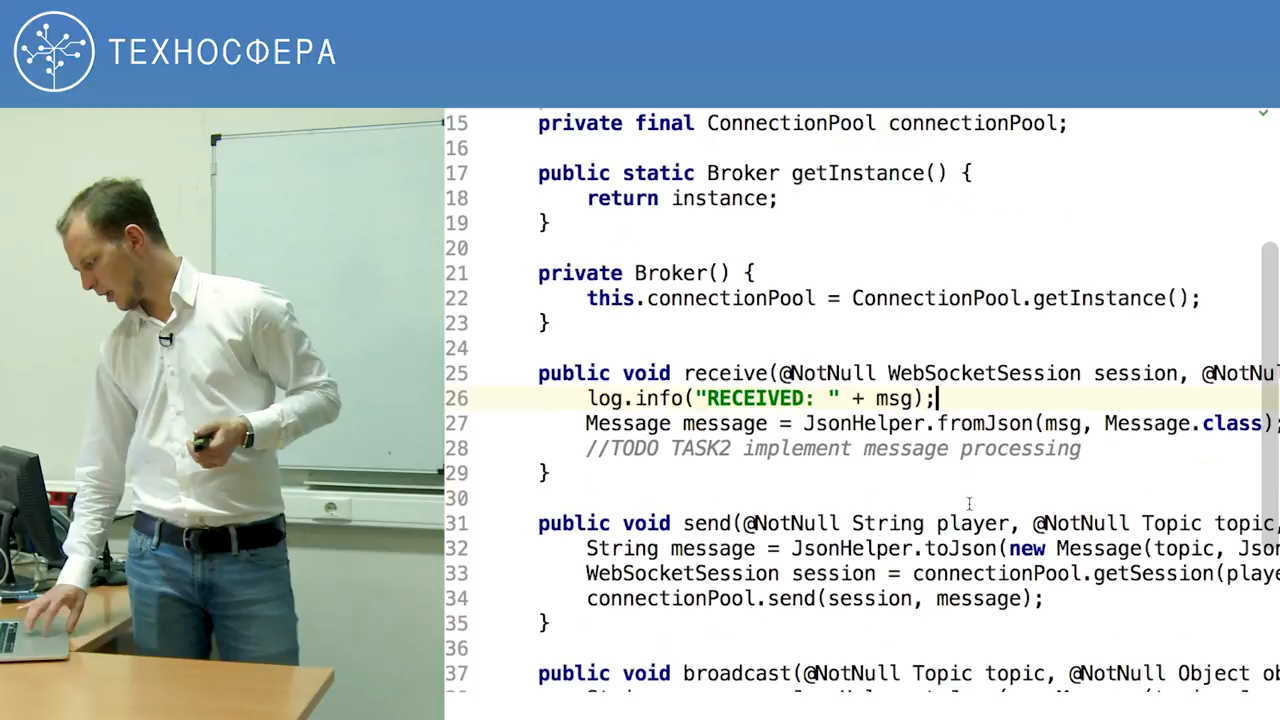 ТЕХНОСФЕРА
15 private final ConnectionPool connectionPool;
16
17 public static Broker getInstance() {
18 return instance;
19 }
20
21 private Broker() {
22 this.connectionPool = ConnectionPool.getInstance();
23 }
24
25 public void receive(@NotNull WebSocketSession session, @NotNu
26 log.info("RECEIVED: " + msg);
27 Message message = JsonHelper.fromJson(msg, Message.class);
28 //TODO TASK2 implement message processing
29 }
30
31 public void send(@NotNull String player, @NotNull Topic topic,
32 String message = JsonHelper.toJson(new Message(topic, Jso
33 WebSocketSession session = connectionPool.getSession(playe
34 connectionPool.send(session, message);
35 }
36
37 public void broadcast(@NotNull Topic topic, @NotNull Object ob